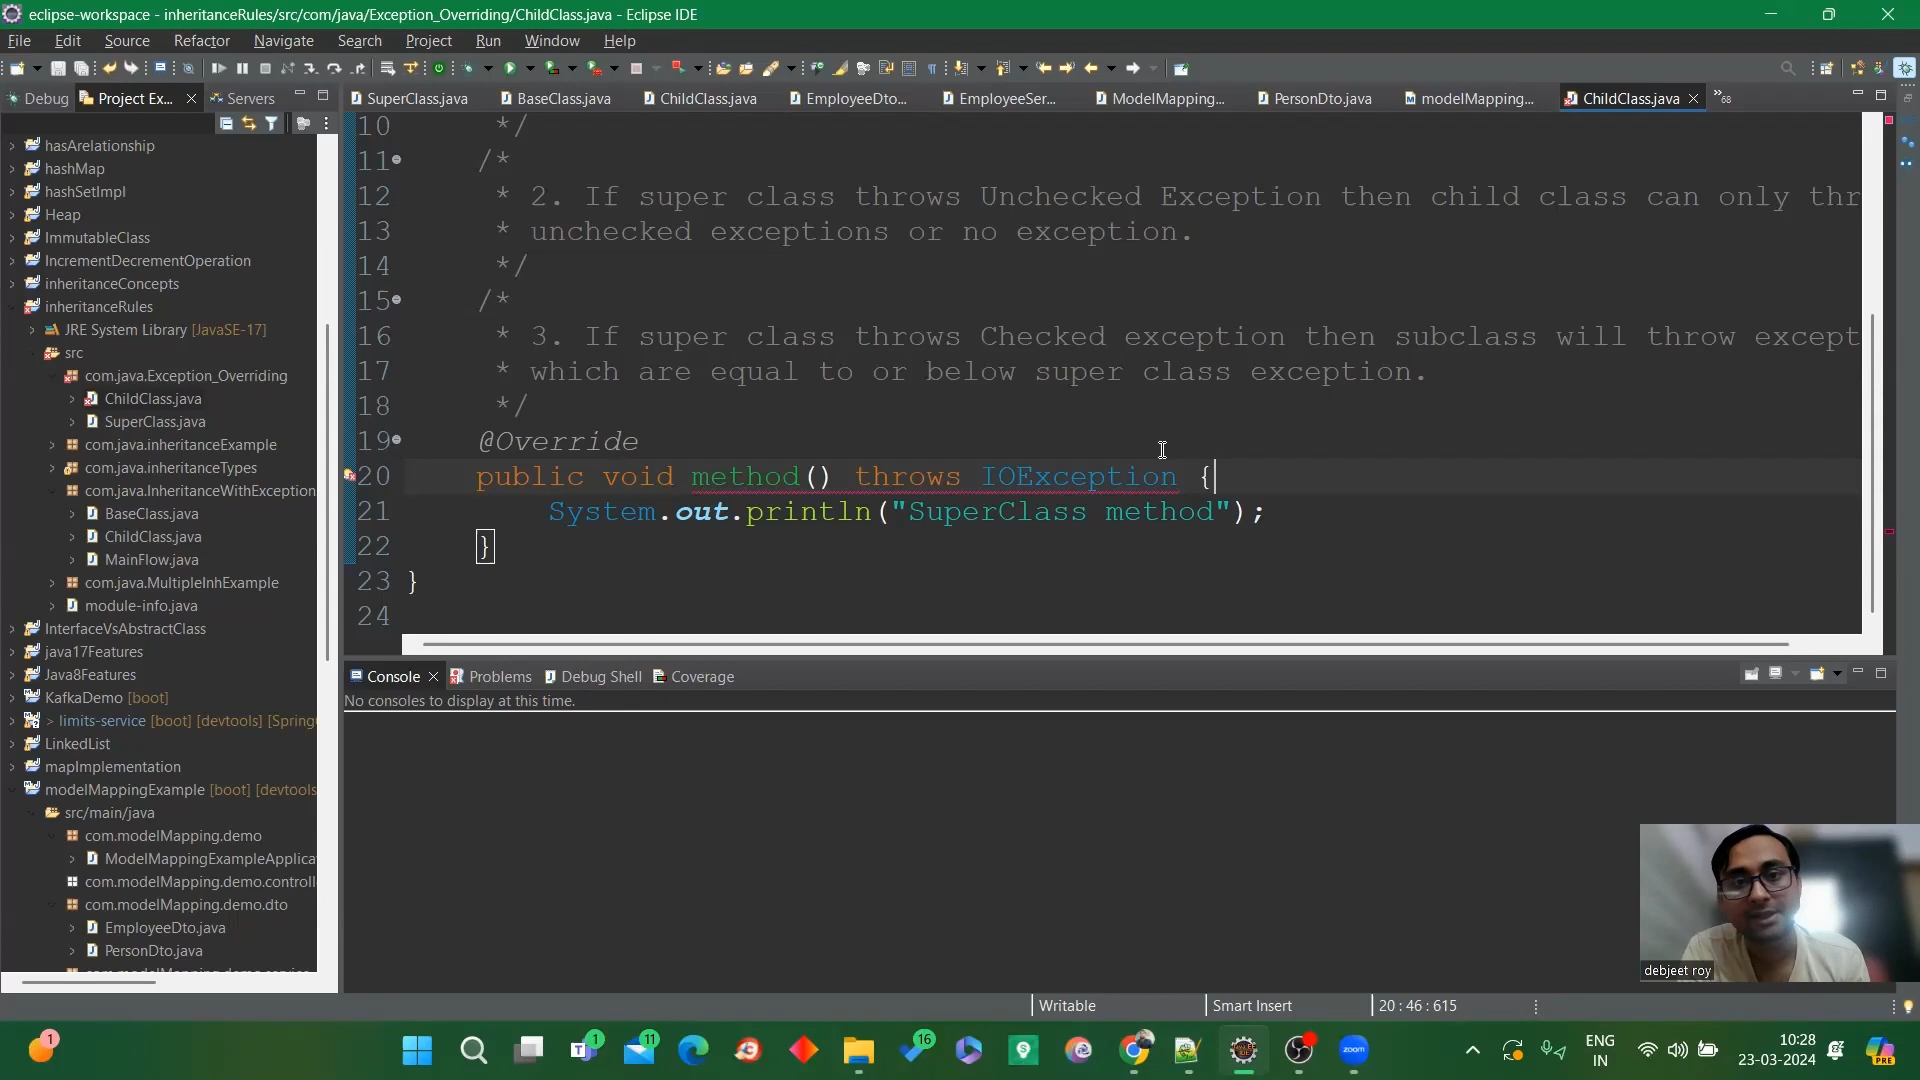 eclipse-workspace - inheritanceRules/src/com/java/Exception_Overriding/ChildClass.java - Eclipse IDE
File Edit Source Refactor Navigate Search Project Run Window Help
Debug Project Ex... Servers
SuperClass.java BaseClass.java ChildClass.java EmployeeDto... EmployeeSer... ModelMapping... PersonDto.java modelMapping... ChildClass.java »68
hasArelationship
hashMap
hashSetImpl
Heap
ImmutableClass
IncrementDecrementOperation
inheritanceConcepts
inheritanceRules
JRE System Library [JavaSE-17]
src
com.java.Exception_Overriding
ChildClass.java
SuperClass.java
com.java.inheritanceExample
com.java.inheritanceTypes
com.java.InheritanceWithException
BaseClass.java
ChildClass.java
MainFlow.java
com.java.MultipleInhExample
module-info.java
InterfaceVsAbstractClass
java17Features
Java8Features
KafkaDemo [boot]
> limits-service [boot] [devtools] [Spring
LinkedList
mapImplementation
modelMappingExample [boot] [devtools
src/main/java
com.modelMapping.demo
ModelMappingExampleApplica
com.modelMapping.demo.controll
com.modelMapping.demo.dto
EmployeeDto.java
PersonDto.java
10 */
11 /*
12 * 2. If super class throws Unchecked Exception then child class can only thr
13 * unchecked exceptions or no exception.
14 */
15 /*
16 * 3. If super class throws Checked exception then subclass will throw except
17 * which are equal to or below super class exception.
18 */
19 @Override
20 public void method() throws IOException {
21 System.out.println("SuperClass method");
22 }
23 }
24
Console Problems Debug Shell Coverage
No consoles to display at this time.
debjeet roy
Writable Smart Insert 20 : 46 : 615
1 1 11 16 zoom ENG IN 10:28 23-03-2024 PRE